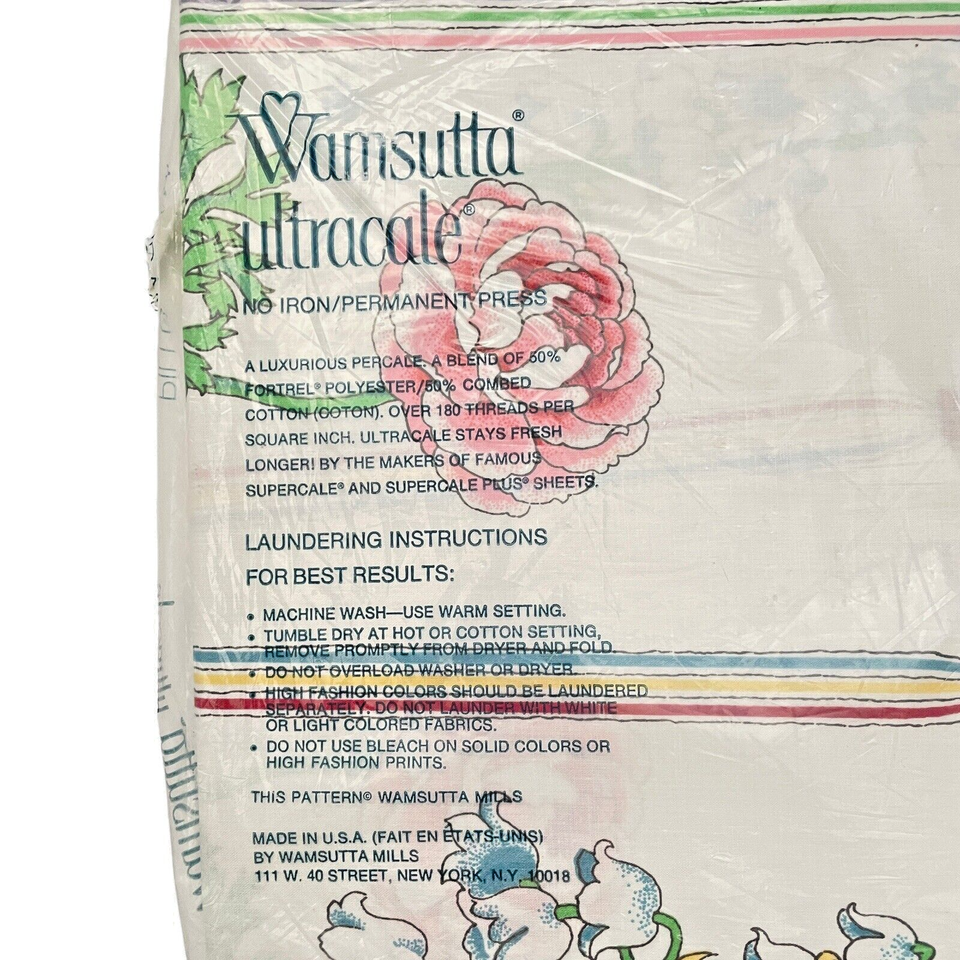 Wamsutta®
ultracale®
NO IRON/PERMANENT PRESS
A LUXURIOUS PERCALE. A BLEND OF 50%
FORTREL® POLYESTER/50% COMBED
COTTON (COTON). OVER 180 THREADS PER
SQUARE INCH. ULTRACALE STAYS FRESH
LONGER! BY THE MAKERS OF FAMOUS
SUPERCALE® AND SUPERCALE PLUS® SHEETS.
LAUNDERING INSTRUCTIONS
FOR BEST RESULTS:
• MACHINE WASH—USE WARM SETTING.
• TUMBLE DRY AT HOT OR COTTON SETTING,
REMOVE PROMPTLY FROM DRYER AND FOLD.
• DO NOT OVERLOAD WASHER OR DRYER
• HIGH FASHION COLORS SHOULD BE LAUNDERED
SEPARATELY. DO NOT LAUNDER WITH WHITE
OR LIGHT COLORED FABRICS.
• DO NOT USE BLEACH ON SOLID COLORS OR
HIGH FASHION PRINTS.
THIS PATTERN© WAMSUTTA MILLS
MADE IN U.S.A. (FAIT EN ÉTATS-UNIS)
BY WAMSUTTA MILLS
111 W. 40 STREET, NEW YORK, N.Y. 10018